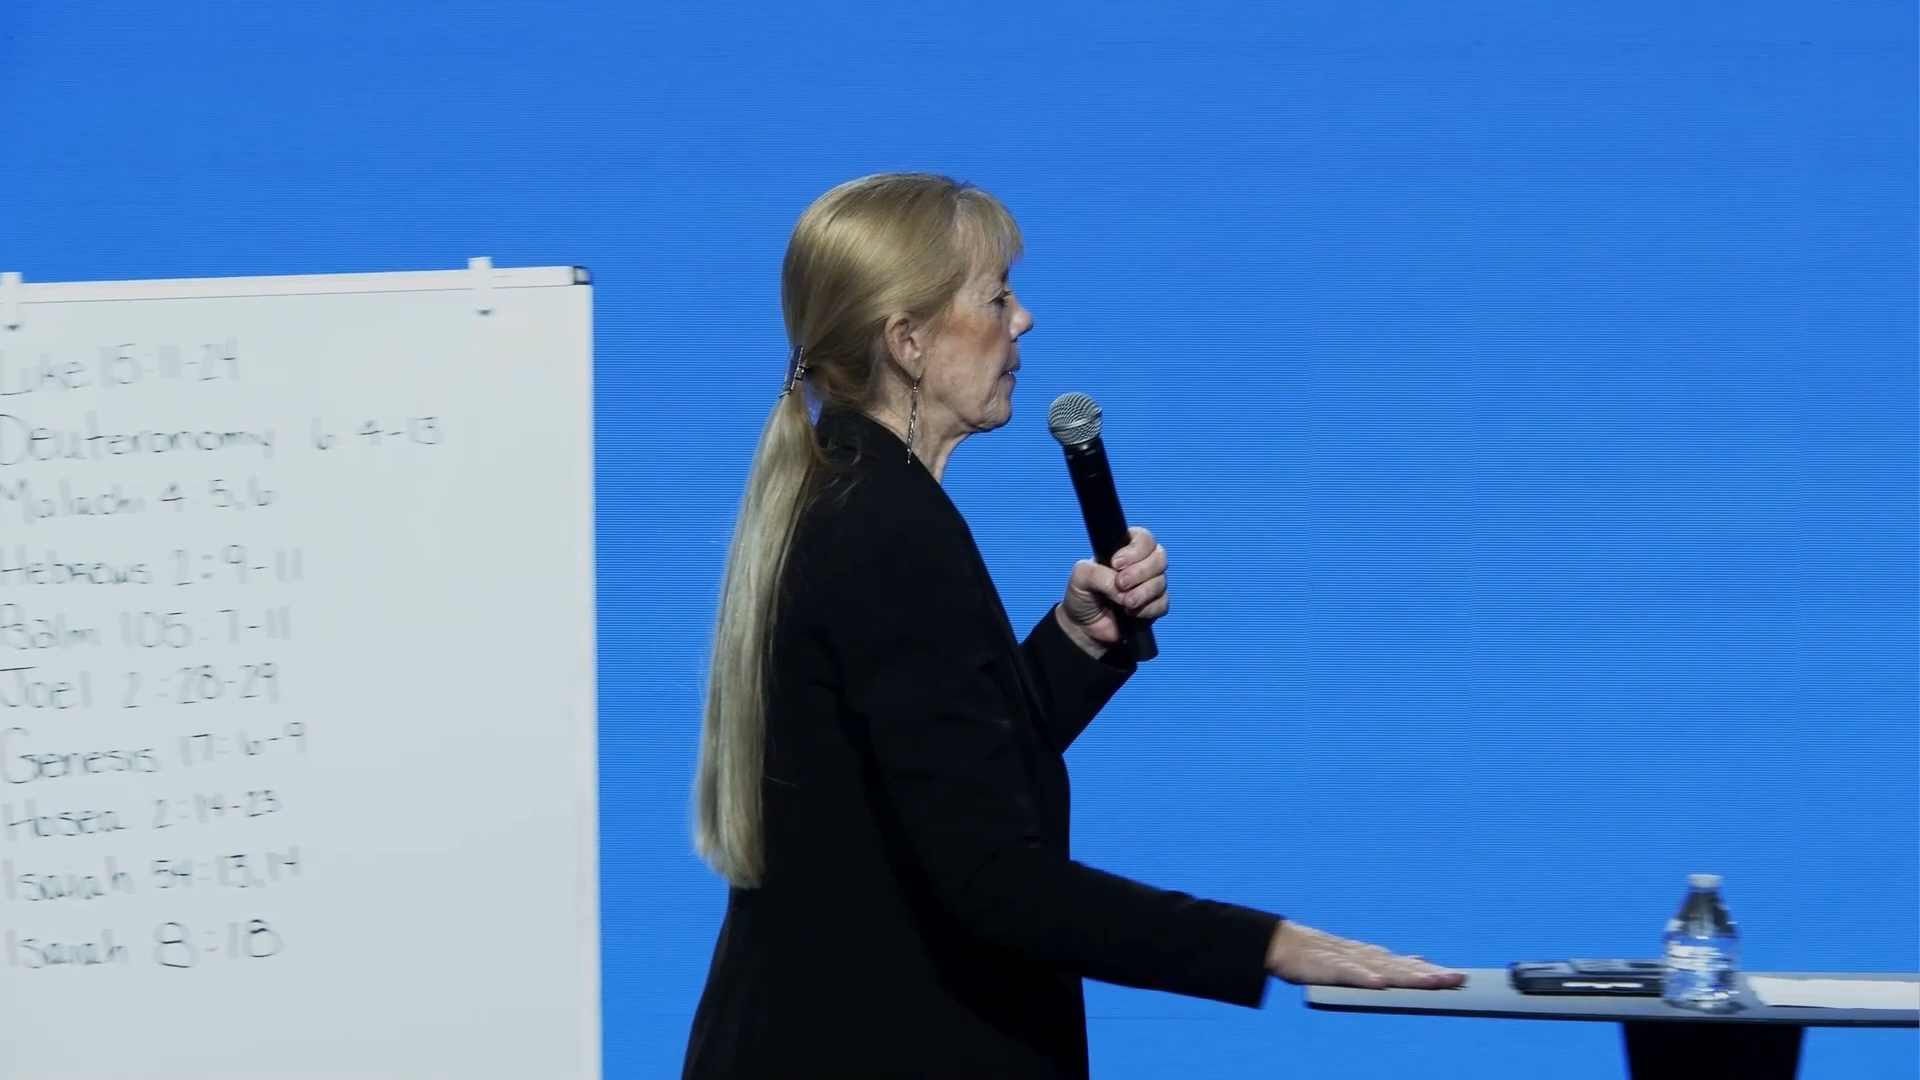 Luke 15:11-24
Deuteronomy 6:4-13
Malachi 4:5,6
Hebrews 2:9-11
Psalm 105:7-11
Joel 2:28-29
Genesis 17:6-9
Hosea 2:14-23
Isaiah 54:13,14
Isaiah 8:18